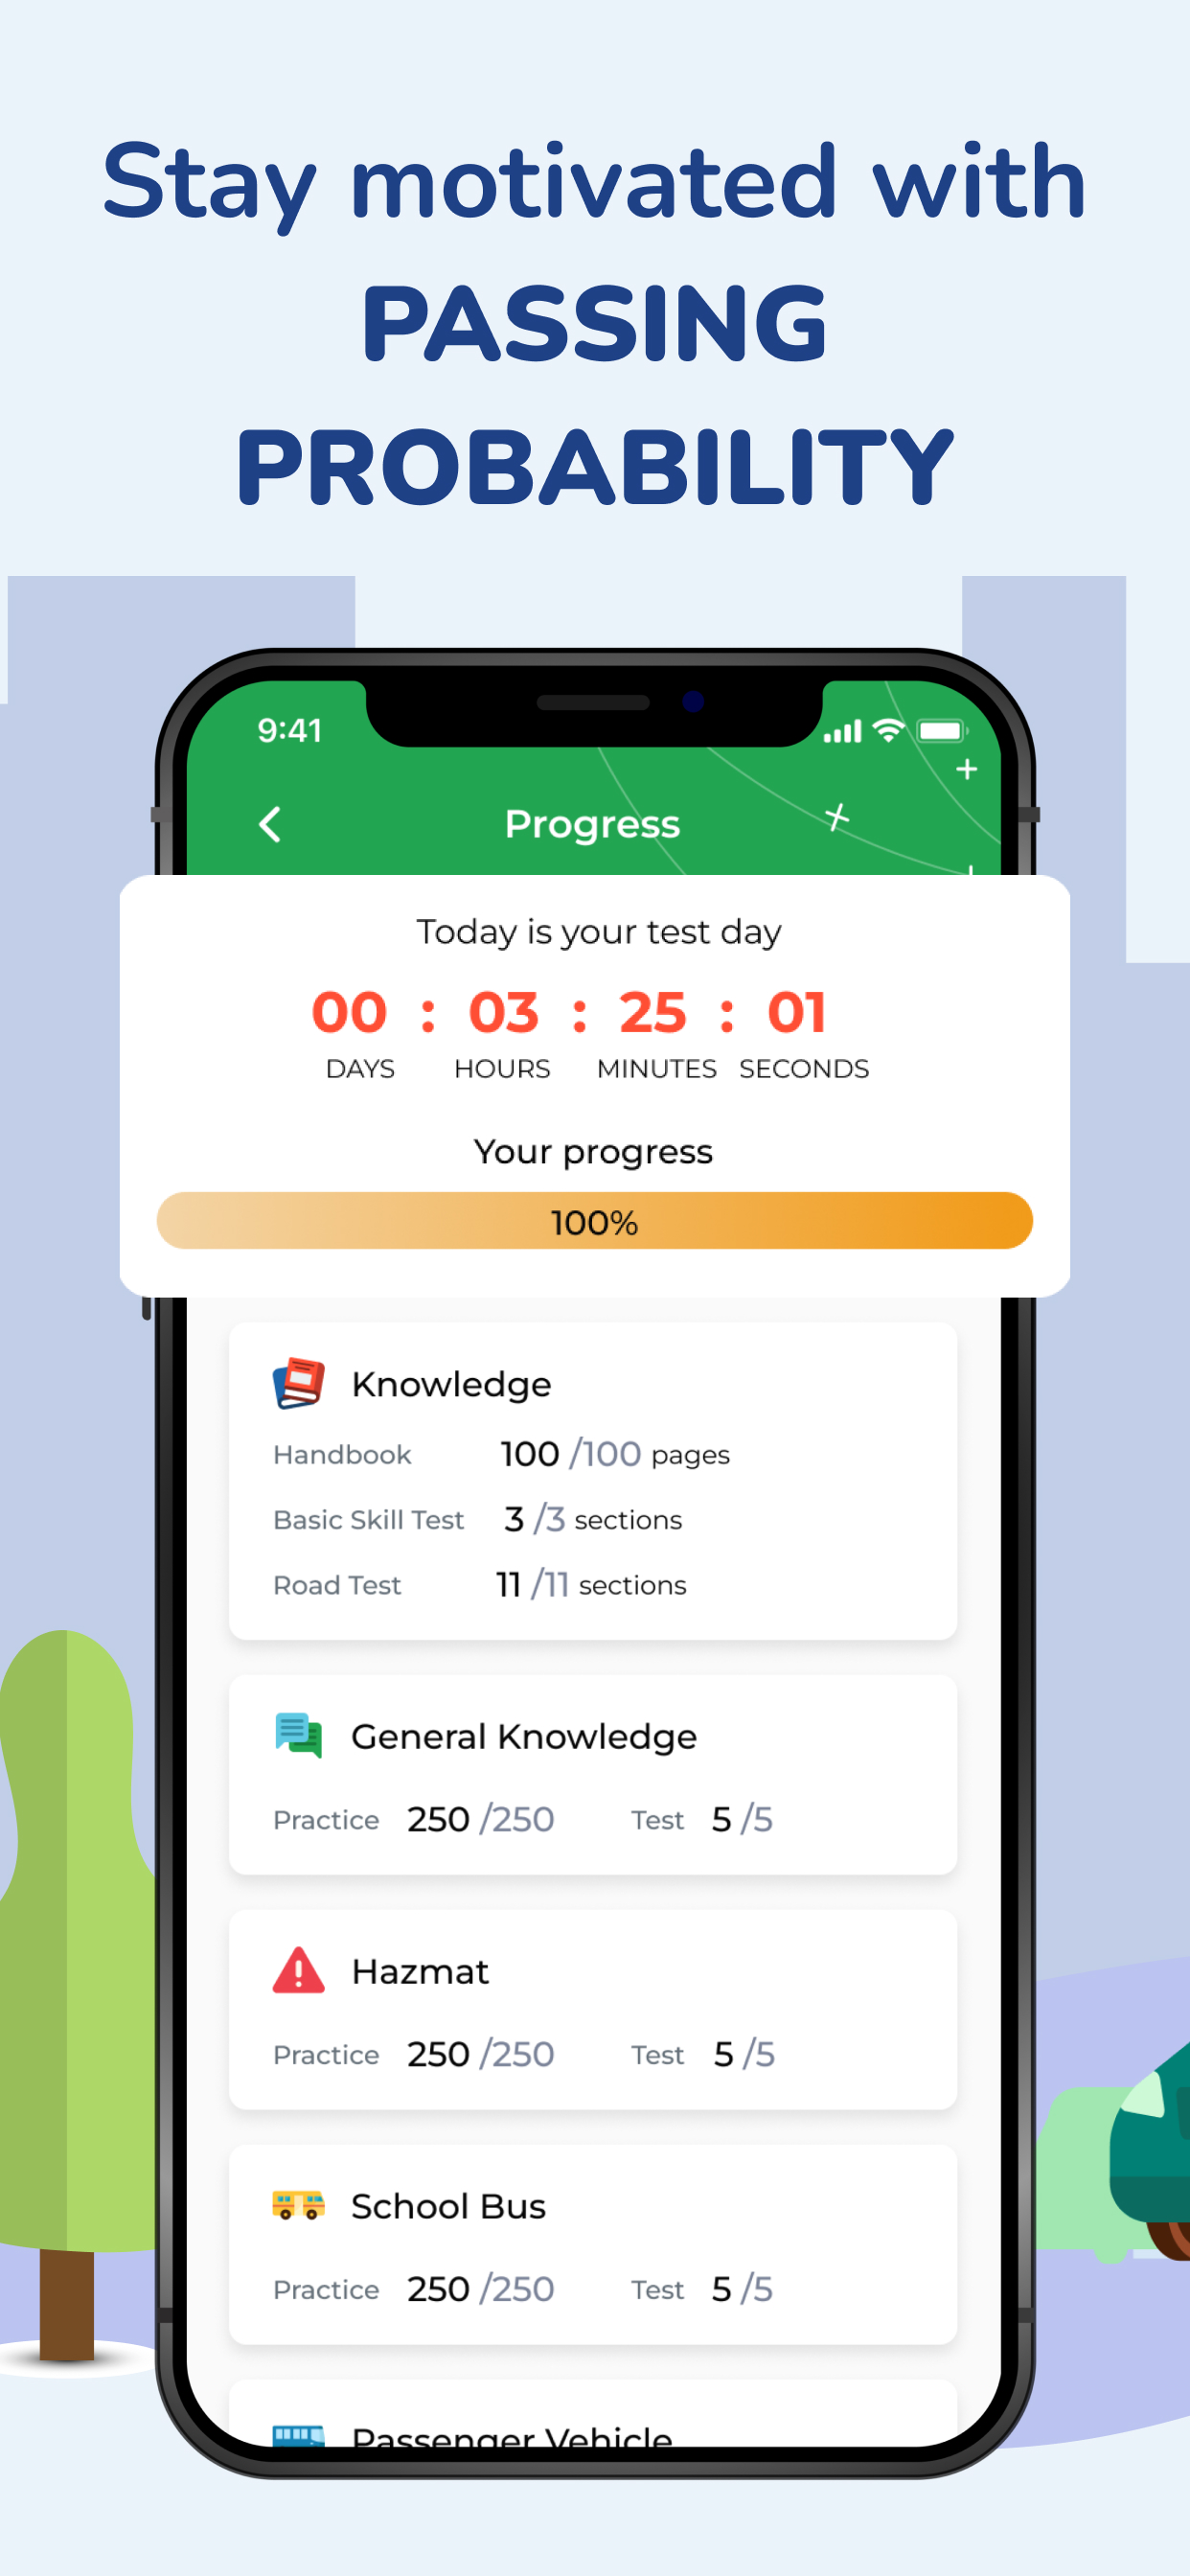 Stay motivated with
PASSING
PROBABILITY
9:41
Progress
Today is your test day
00 : 03 : 25 : 01
DAYS HOURS MINUTES SECONDS
Your progress
100%
Knowledge
Handbook 100 /100 pages
Basic Skill Test 3 /3 sections
Road Test 11 /11 sections
General Knowledge
Practice 250 /250 Test 5 /5
Hazmat
Practice 250 /250 Test 5 /5
School Bus
Practice 250 /250 Test 5 /5
Passenger Vehicle